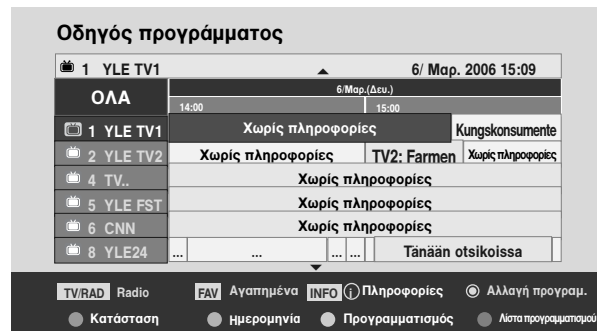 Οδηγός προγράμματος
1 YLE TV1 6/ Μαρ. 2006 15:09
ΟΛΑ 6/Μαρ.(Δευ.)
14:00 15:00
1 YLE TV1 Χωρίς πληροφορίες Kungskonsumente
2 YLE TV2 Χωρίς πληροφορίες TV2: Farmen Χωρίς πληροφορίες
4 TV.. Χωρίς πληροφορίες
5 YLE FST Χωρίς πληροφορίες
6 CNN Χωρίς πληροφορίες
8 YLE24 ... ... ... ... Tänään otsikoissa
TV/RAD Radio FAV Αγαπημένα INFO i Πληροφορίες Αλλαγή προγραμ.
Κατάσταση Ημερομηνία Προγραμματισμός Λίστα προγραμματισμού